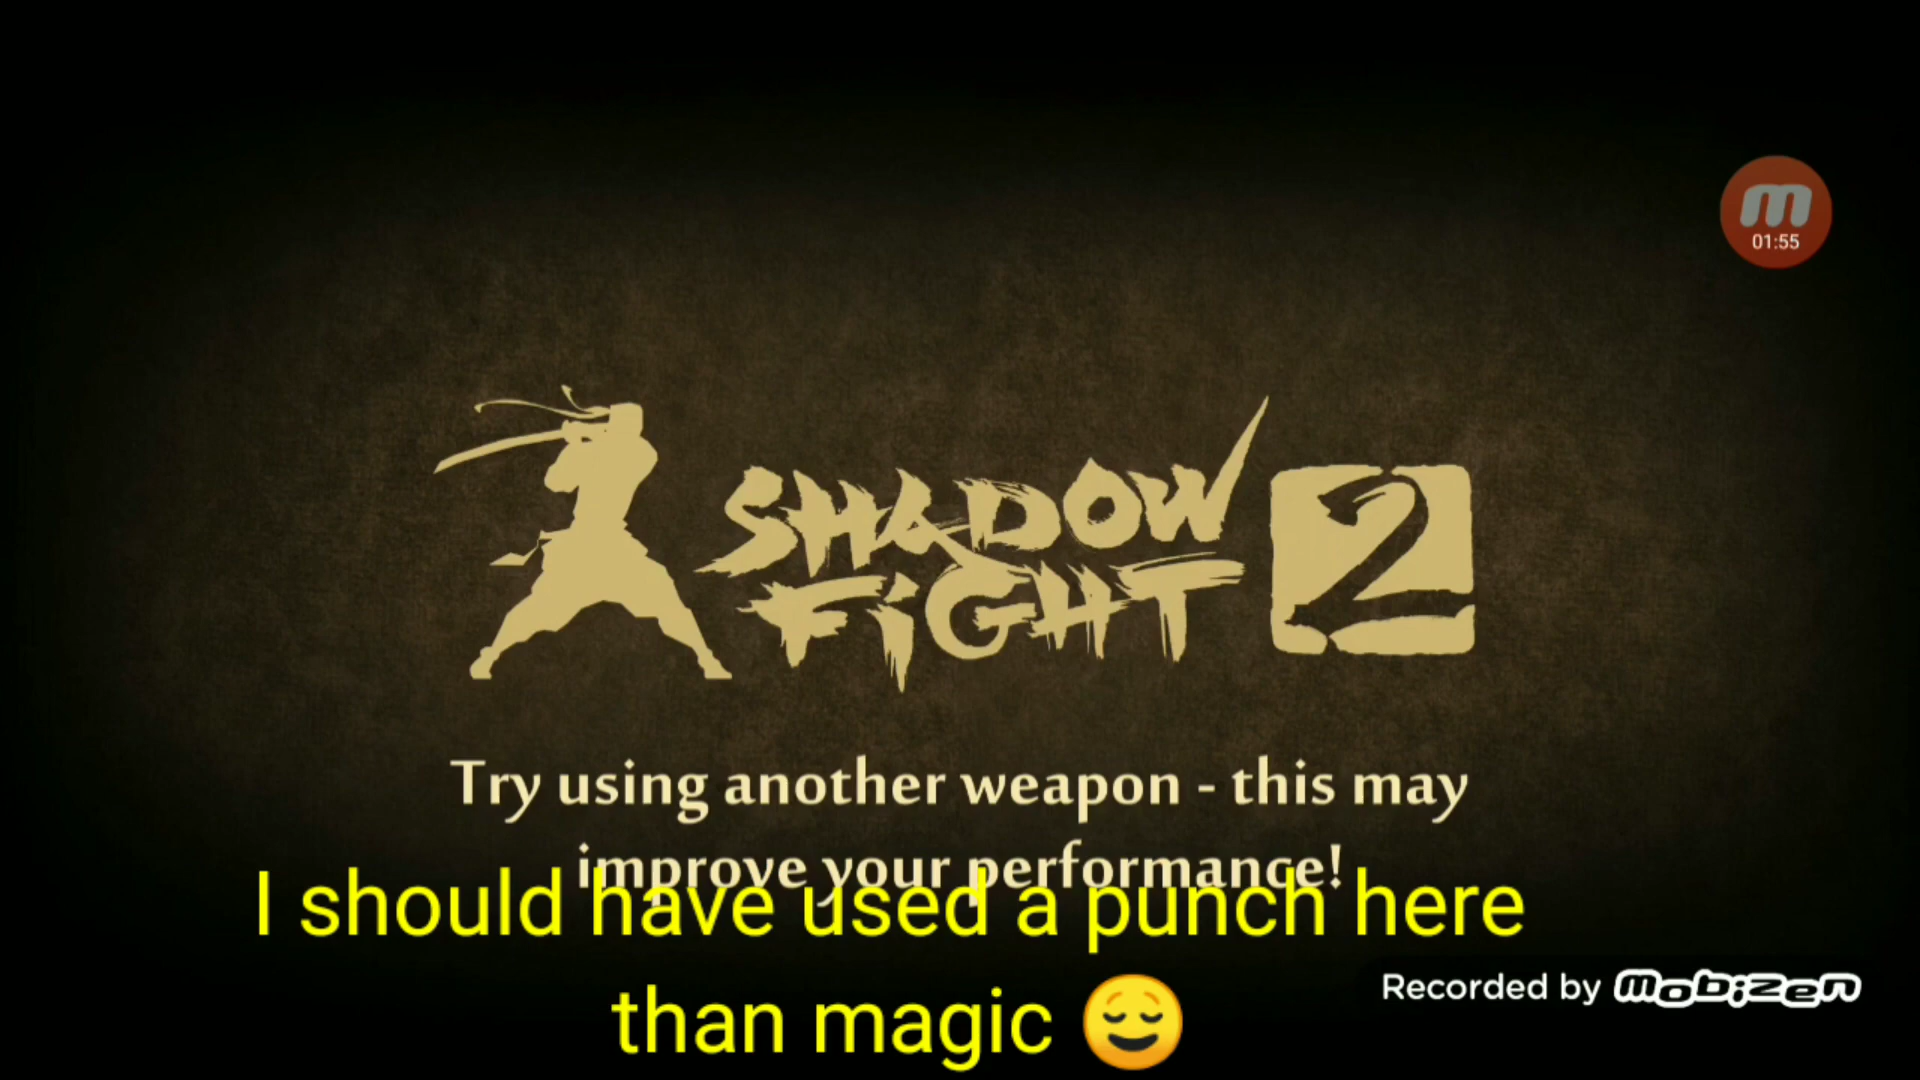 m
01:55
SHADOW
FiGHT 2
Try using another weapon - this may
improve your performance!
I should have used a punch here
than magic 😌
Recorded by mobizen